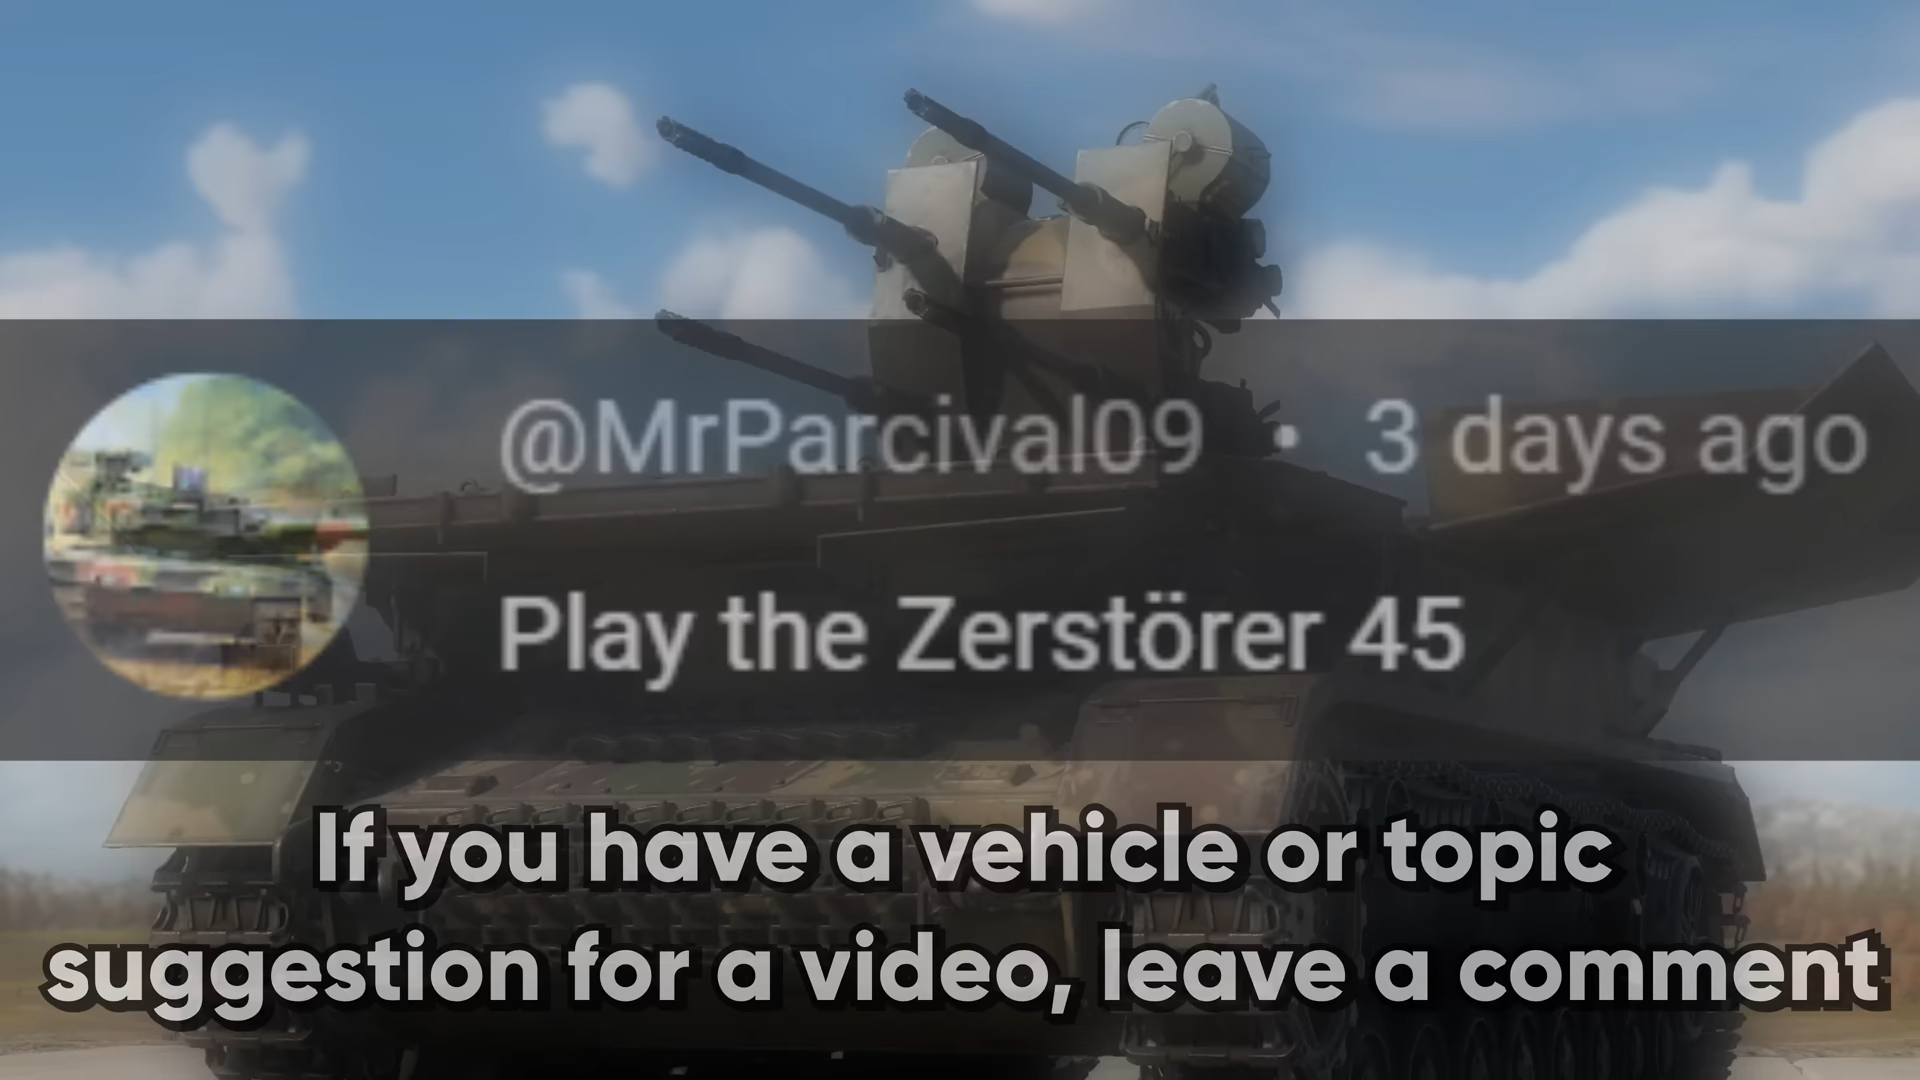 @MrParcival09 • 3 days ago
Play the Zerstörer 45
If you have a vehicle or topic
suggestion for a video, leave a comment